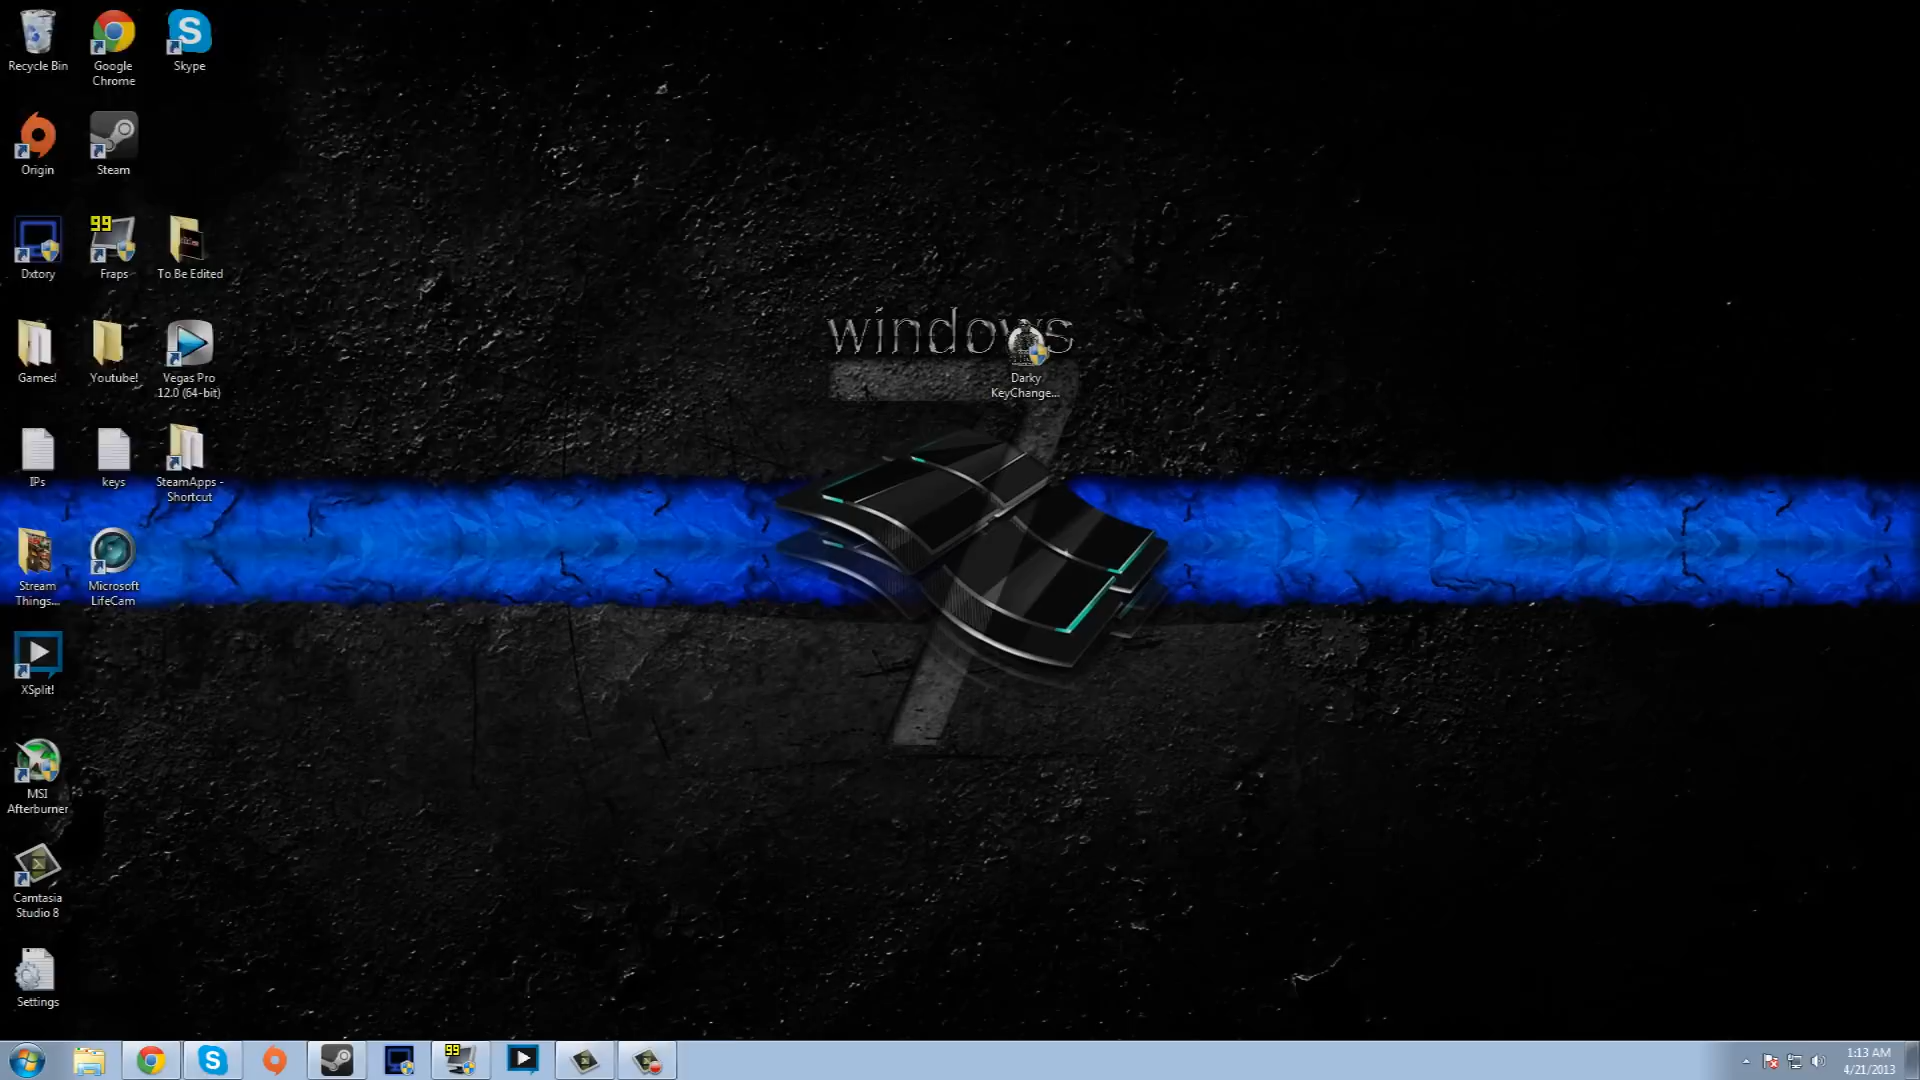 Recycle Bin
Google
Chrome
Skype
Origin
Steam
Dxtory
99
Fraps
To Be Edited
Games!
Youtube!
Vegas Pro
12.0 (64-bit)
windows
7
Darky
KeyChange...
IPs
keys
SteamApps -
Shortcut
Stream
Things...
Microsoft
LifeCam
XSplit!
MSI
Afterburner
Camtasia
Studio 8
Settings
99
1:13 AM
4/21/2013